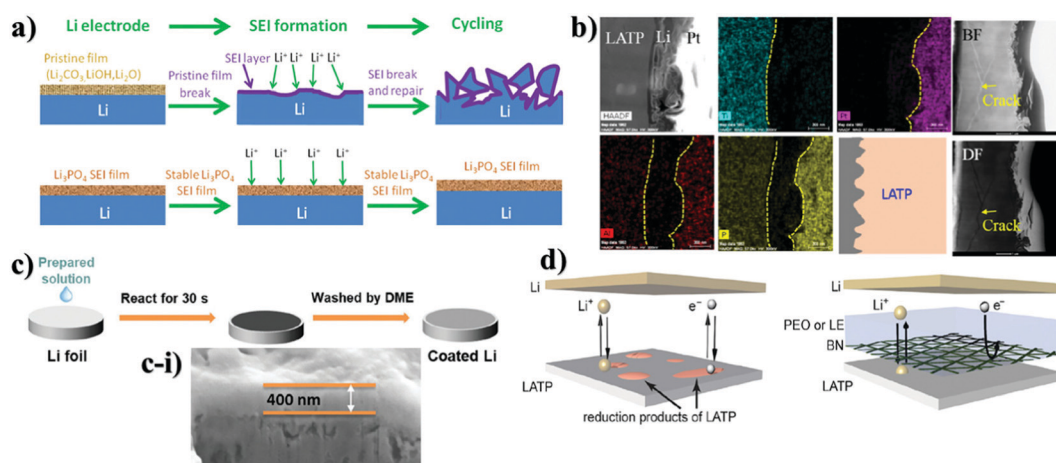 a)
Li electrode
SEI formation
Cycling
Pristine film
(Li₂CO₃,LiOH,Li₂O)
Li
Pristine film
break
SEI layer
Li⁺ Li⁺ Li⁺ Li⁺
Li
SEI break
and repair
Li
Li₃PO₄ SEI film
Li
Stable Li₃PO₄
SEI film
Li⁺ Li⁺ Li⁺ Li⁺
Li
Stable Li₃PO₄
SEI film
Li₃PO₄ SEI film
Li
b)
LATP Li Pt
HAADF
Ti
Pt
BF
Crack
Al
P
LATP
DF
Crack
c)
Prepared
solution
Li foil
React for 30 s
Washed by DME
Coated Li
c-i)
400 nm
d)
Li
Li⁺
e⁻
LATP
reduction products of LATP
Li
Li⁺
e⁻
PEO or LE
BN
LATP